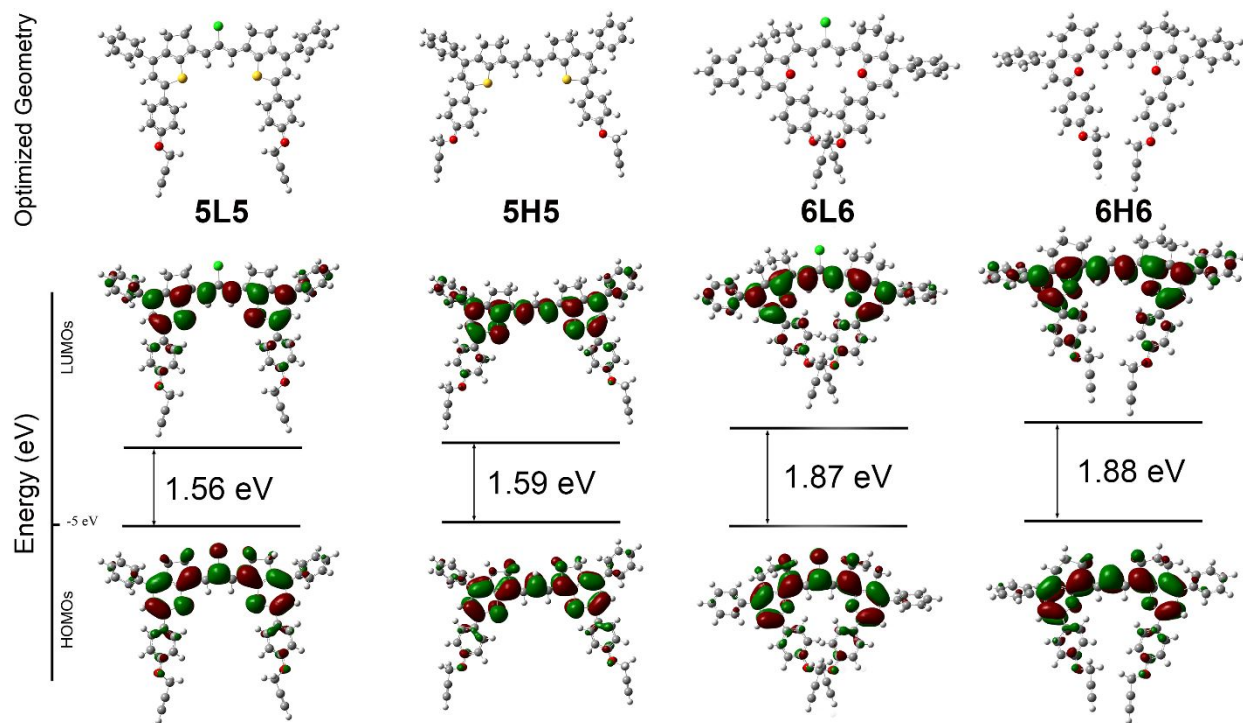 Optimized Geometry
5L5
5H5
6L6
6H6
Energy (eV)
LUMOs
1.56 eV
1.59 eV
1.87 eV
1.88 eV
-5 eV
HOMOs